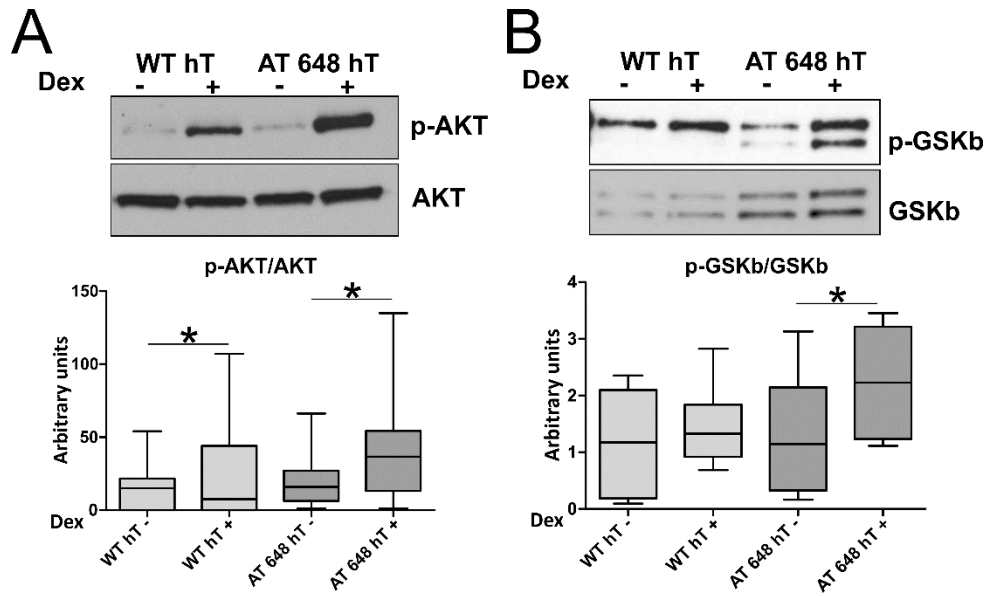 A
WT hT AT 648 hT
Dex - + - +
p-AKT
AKT
p-AKT/AKT
150
100
50
0
Arbitrary units
*
*
Dex
WT hT -
WT hT +
AT 648 hT -
AT 648 hT +
B
WT hT AT 648 hT
Dex - + - +
p-GSKb
GSKb
p-GSKb/GSKb
4
3
2
1
0
Arbitrary units
*
Dex
WT hT -
WT hT +
AT 648 hT -
AT 648 hT +